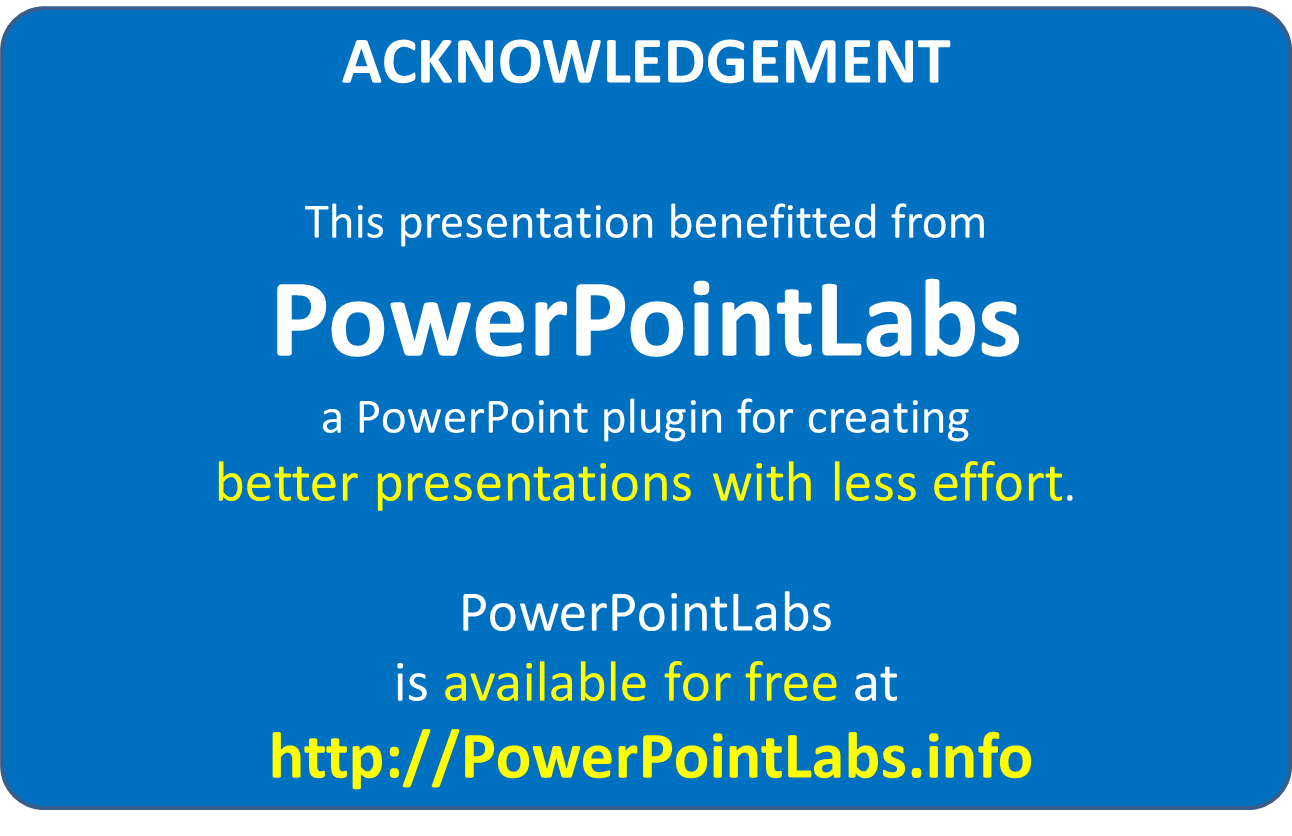 ACKNOWLEDGEMENT
This presentation benefitted from
PowerPointLabs
a PowerPoint plugin for creating
better presentations with less effort.
PowerPointLabs
is available for free at
http://PowerPointLabs.info